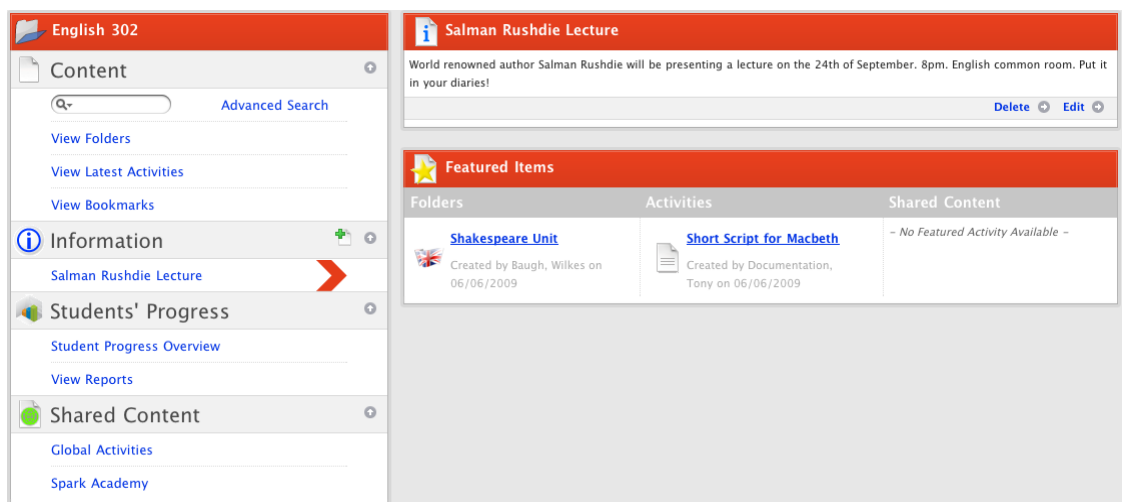 English 302
Content
Advanced Search
View Folders
View Latest Activities
View Bookmarks
Information
Salman Rushdie Lecture
Students' Progress
Student Progress Overview
View Reports
Shared Content
Global Activities
Spark Academy
Salman Rushdie Lecture
World renowned author Salman Rushdie will be presenting a lecture on the 24th of September. 8pm. English common room. Put it
in your diaries!
Delete Edit
Featured Items
Folders Activities Shared Content
Shakespeare Unit
Created by Baugh, Wilkes on
06/06/2009
Short Script for Macbeth
Created by Documentation,
Tony on 06/06/2009
- No Featured Activity Available -